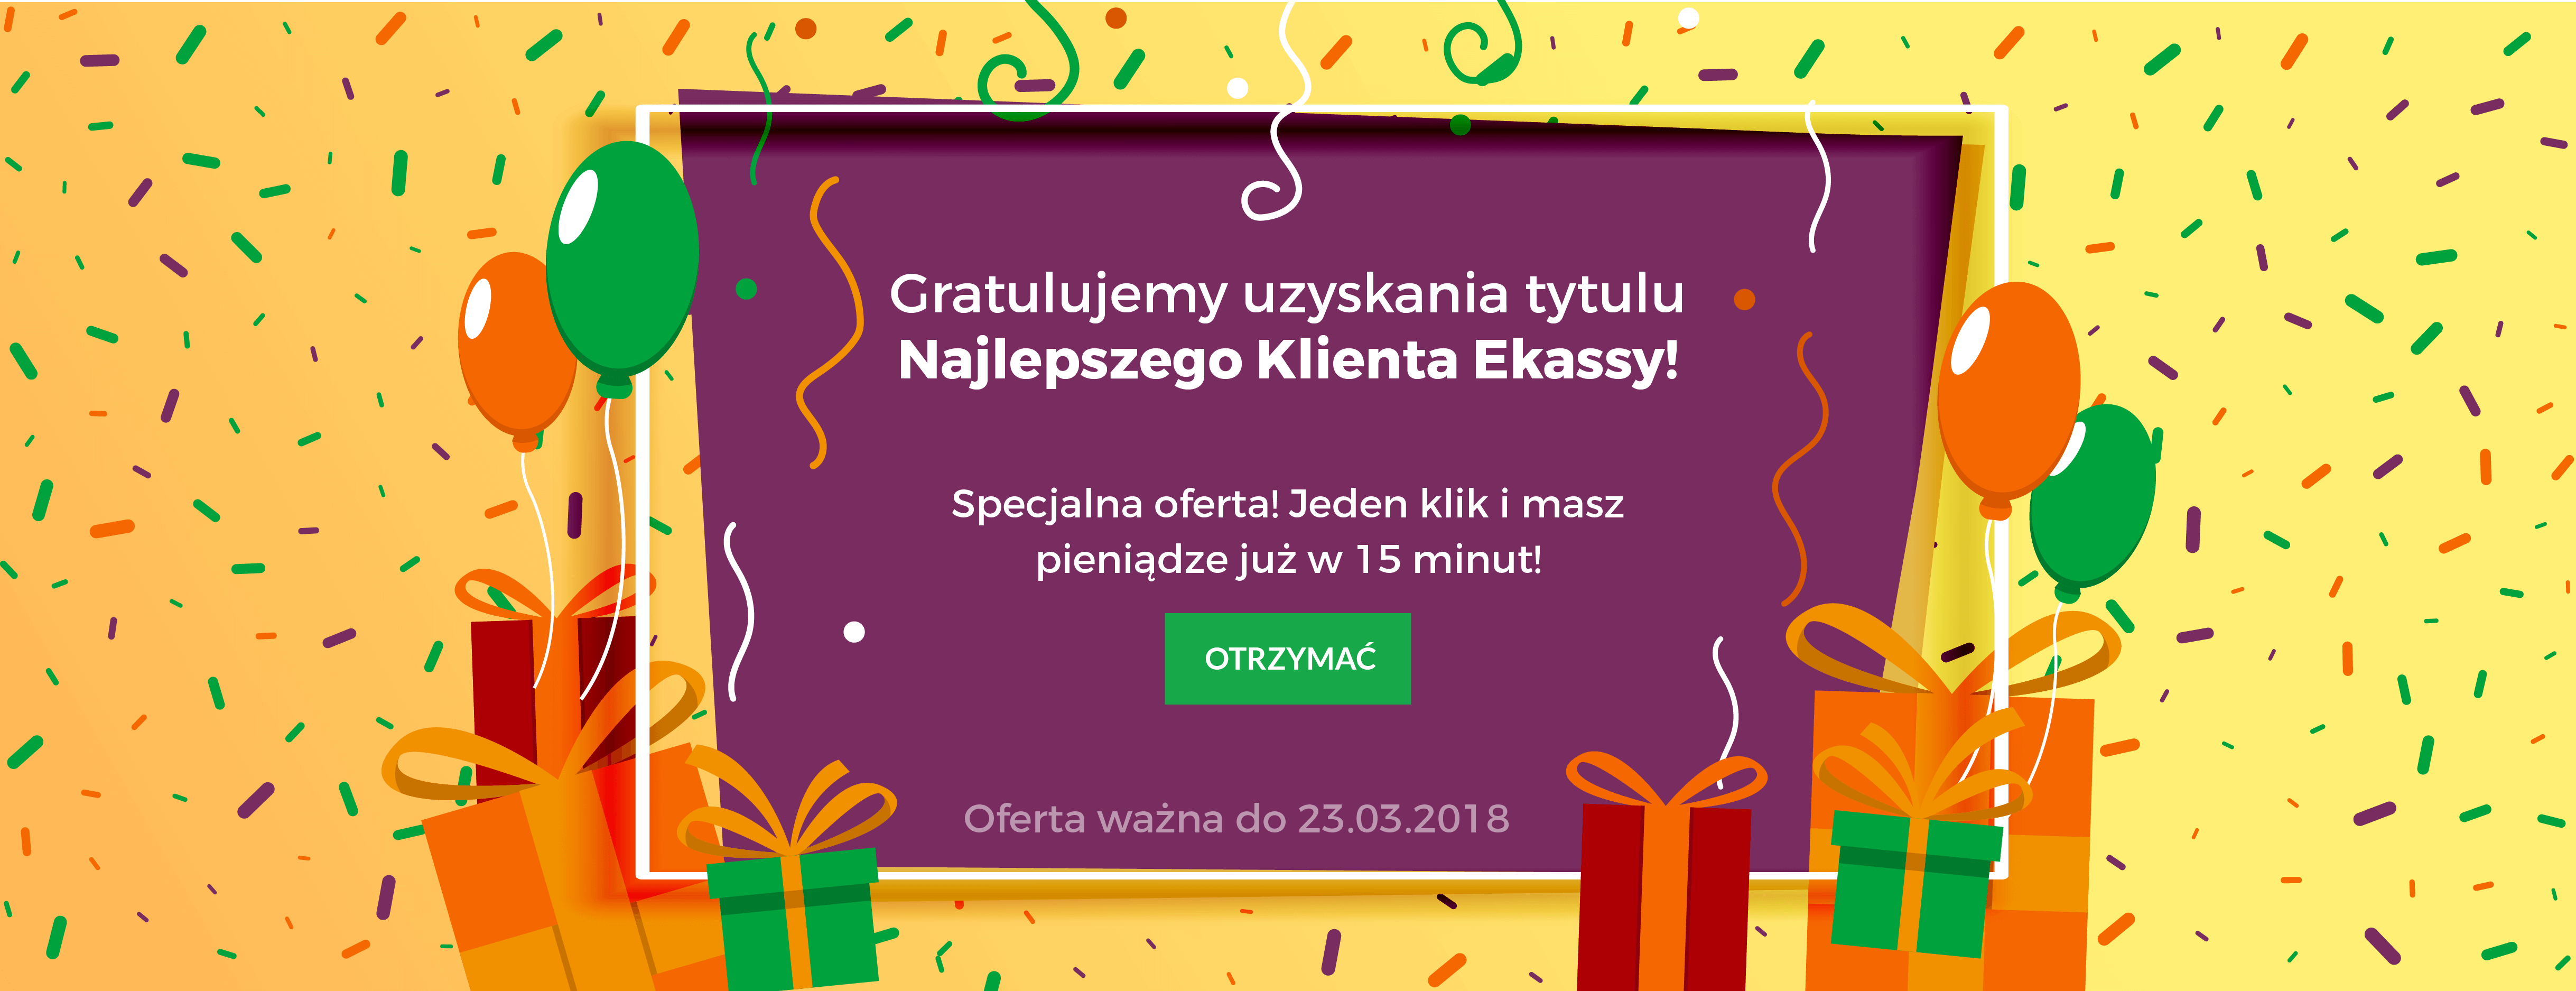 Gratulujemy uzyskania tytulu
Najlepszego Klienta Ekassy!
Specjalna oferta! Jeden klik i masz
pieniądze już w 15 minut!
OTRZYMAĆ
Oferta ważna do 23.03.2018